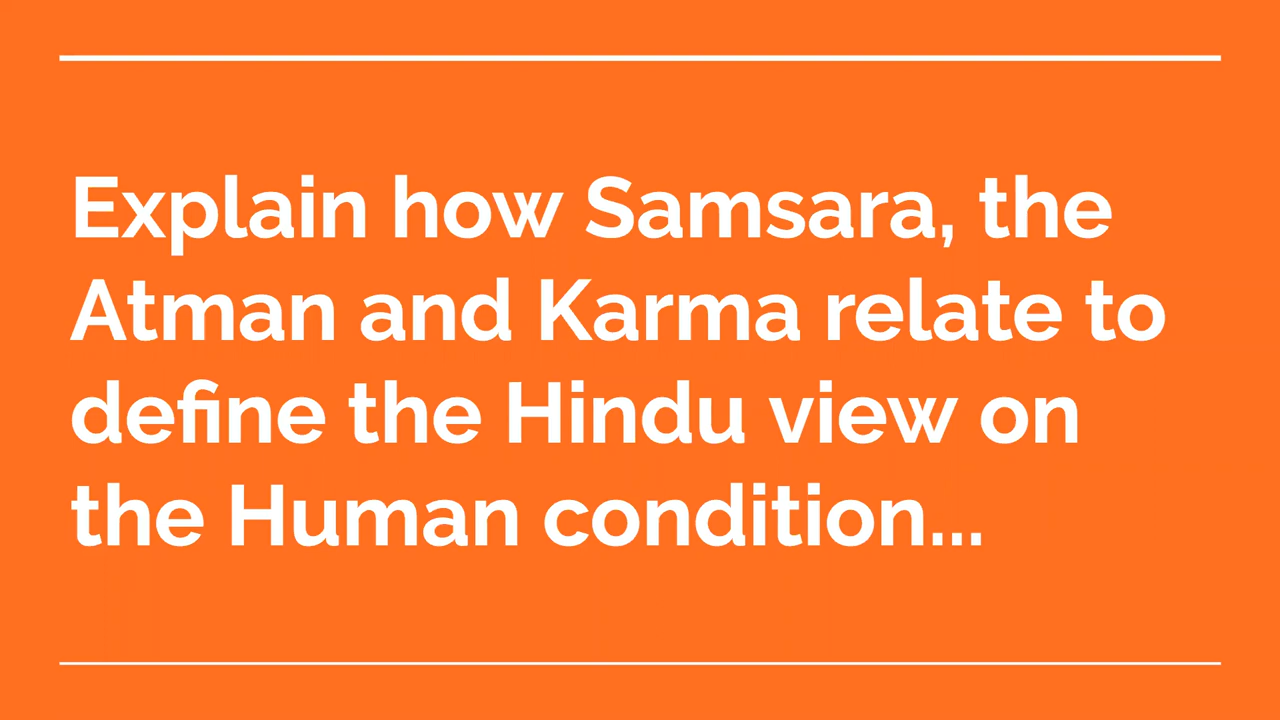 Explain how Samsara, the
Atman and Karma relate to
define the Hindu view on
the Human condition...